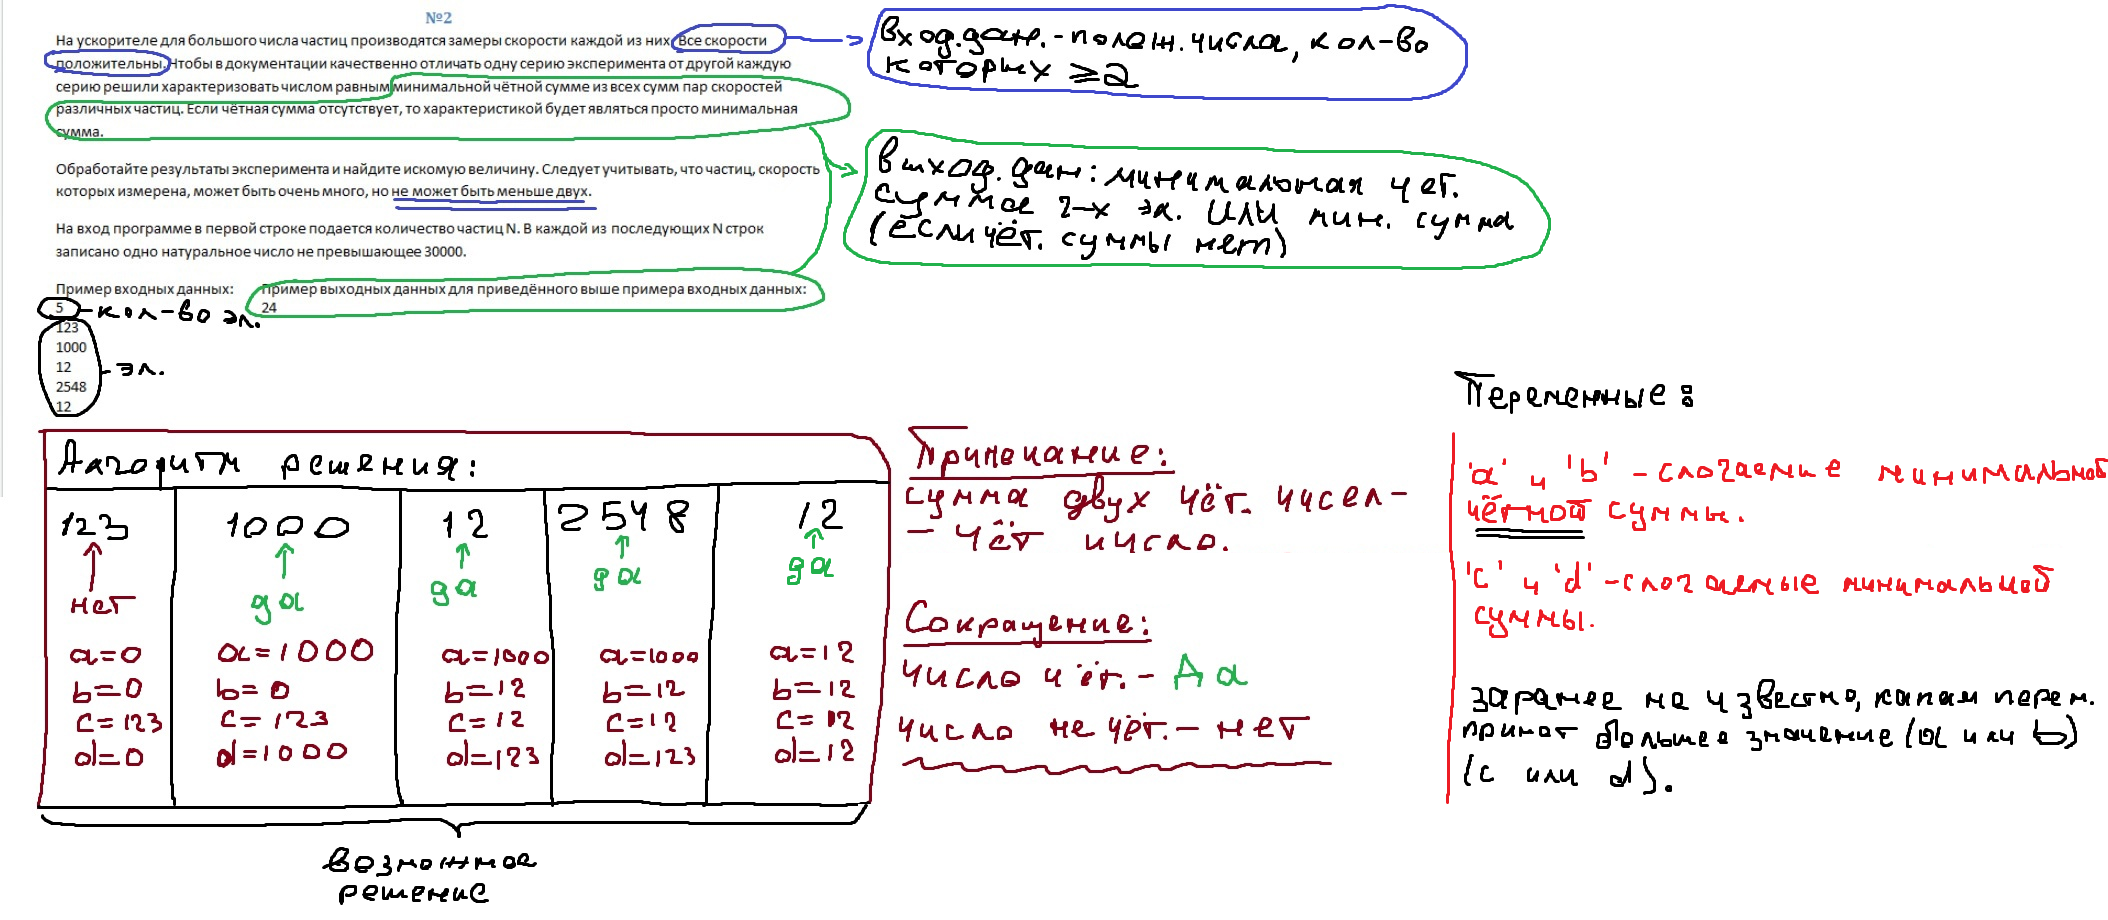 №2
На ускорителе для большого числа частиц производятся замеры скорости каждой из них. Все скорости
положительны. Чтобы в документации качественно отличать одну серию эксперимента от другой каждую
серию решили характеризовать числом равным минимальной чётной сумме из всех сумм пар скоростей
различных частиц. Если чётная сумма отсутствует, то характеристикой будет являться просто минимальная
сумма.
вход.дан.-полож.числа, кол-во
которых ≥2
Обработайте результаты эксперимента и найдите искомую величину. Следует учитывать, что частиц, скорость
которых измерена, может быть очень много, но не может быть меньше двух.
выход.дан: минимальная чет.
сумма 2-х эл. ИЛИ мин. сумма
(если чёт. суммы нет)
На вход программе в первой строке подается количество частиц N. В каждой из последующих N строк
записано одно натуральное число не превышающее 30000.
Пример входных данных: Пример выходных данных для приведённого выше примера входных данных:
5 -кол-во эл. 24
123
1000
12 -эл.
2548
12
Алгоритм решения:
123 1000 12 2548 12
нет да да да да
a=0 a=1000 a=1000 a=1000 a=12
b=0 b=0 b=12 b=12 b=12
c=123 c=123 c=12 c=12 c=12
d=0 d=1000 d=123 d=123 d=12
возможное
решение
Примечание:
сумма двух чёт. чисел-
- чёт число.
Сокращение:
число чёт.- Да
число не чёт.- нет
Переменные:
'a' и 'b' -слогаемие минимальной
чётной суммы.
'c' и 'd' -слогаемые минимальной
суммы.
заранее не известно, какам перем.
примет большее значение (a или b)
(c или d).